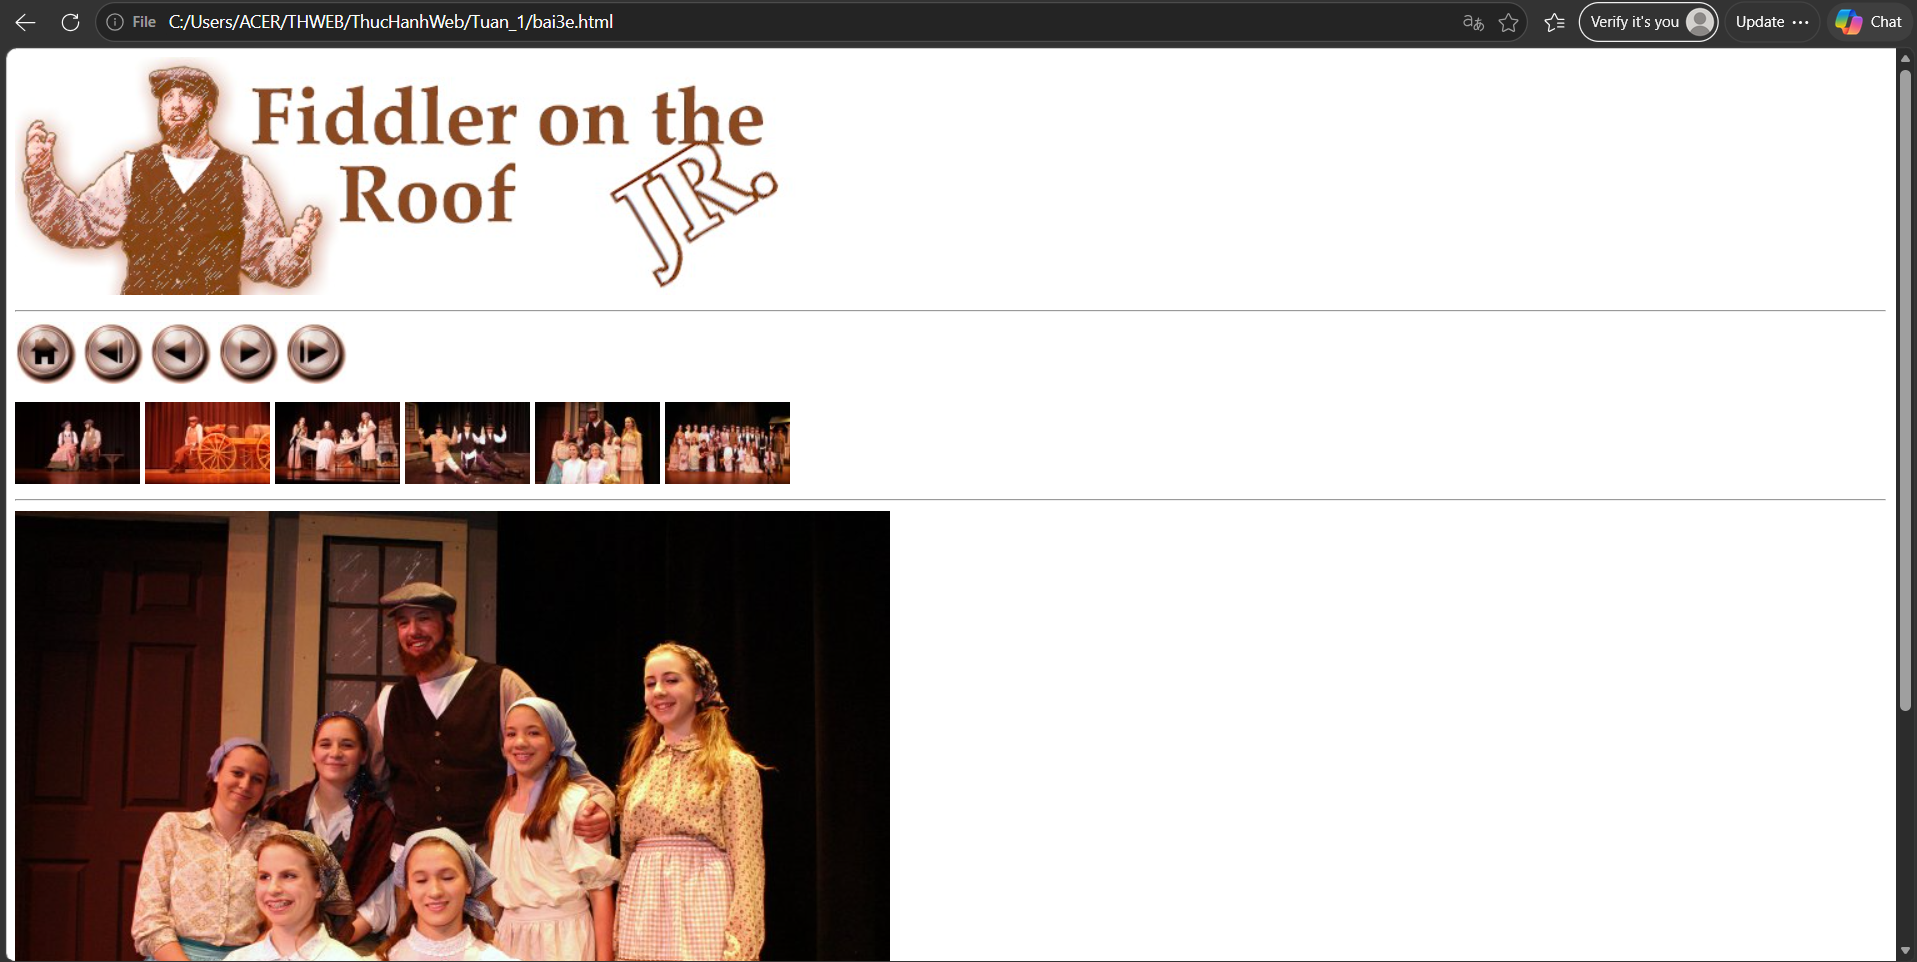 File C:/Users/ACER/THWEB/ThucHanhWeb/Tuan_1/bai3e.html
Verify it's you
Update
Chat
Fiddler on the
Roof
JR.